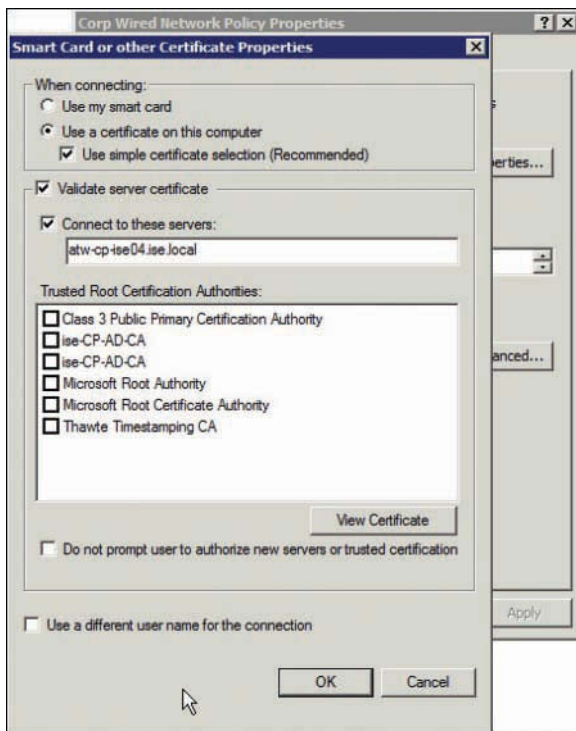 Corp Wired Network Policy Properties
Smart Card or other Certificate Properties
When connecting:
Use my smart card
Use a certificate on this computer
Use simple certificate selection (Recommended)
erties...
Validate server certificate
Connect to these servers:
atw-cp-ise04.ise.local
Trusted Root Certification Authorities:
Class 3 Public Primary Certification Authority
ise-CP-AD-CA
ise-CP-AD-CA
anced...
Microsoft Root Authority
Microsoft Root Certificate Authority
Thawte Timestamping CA
View Certificate
Do not prompt user to authorize new servers or trusted certification
Apply
Use a different user name for the connection
OK Cancel